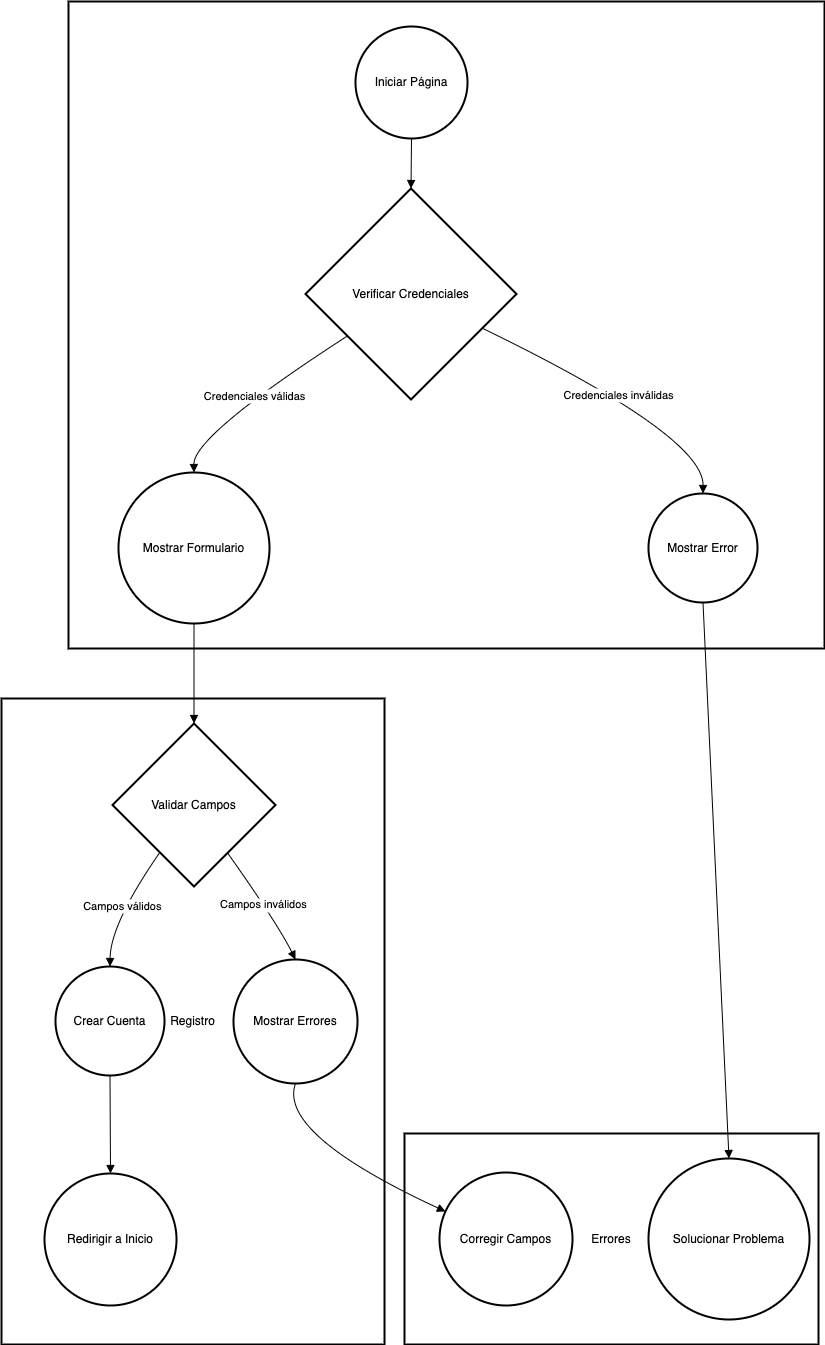 Iniciar Página
Verificar Credenciales
Credenciales válidas
Credenciales inválidas
Mostrar Formulario
Mostrar Error
Validar Campos
Campos válidos
Campos inválidos
Crear Cuenta
Registro
Mostrar Errores
Redirigir a Inicio
Corregir Campos
Errores
Solucionar Problema